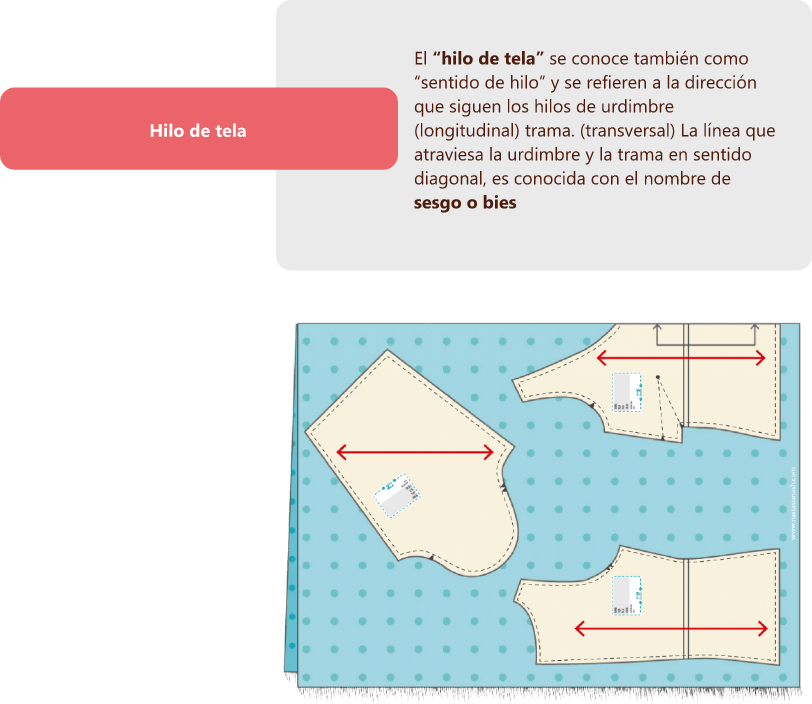 Hilo de tela
El “hilo de tela” se conoce también como
“sentido de hilo” y se refieren a la dirección
que siguen los hilos de urdimbre
(longitudinal) trama. (transversal) La línea que
atraviesa la urdimbre y la trama en sentido
diagonal, es conocida con el nombre de
sesgo o bies